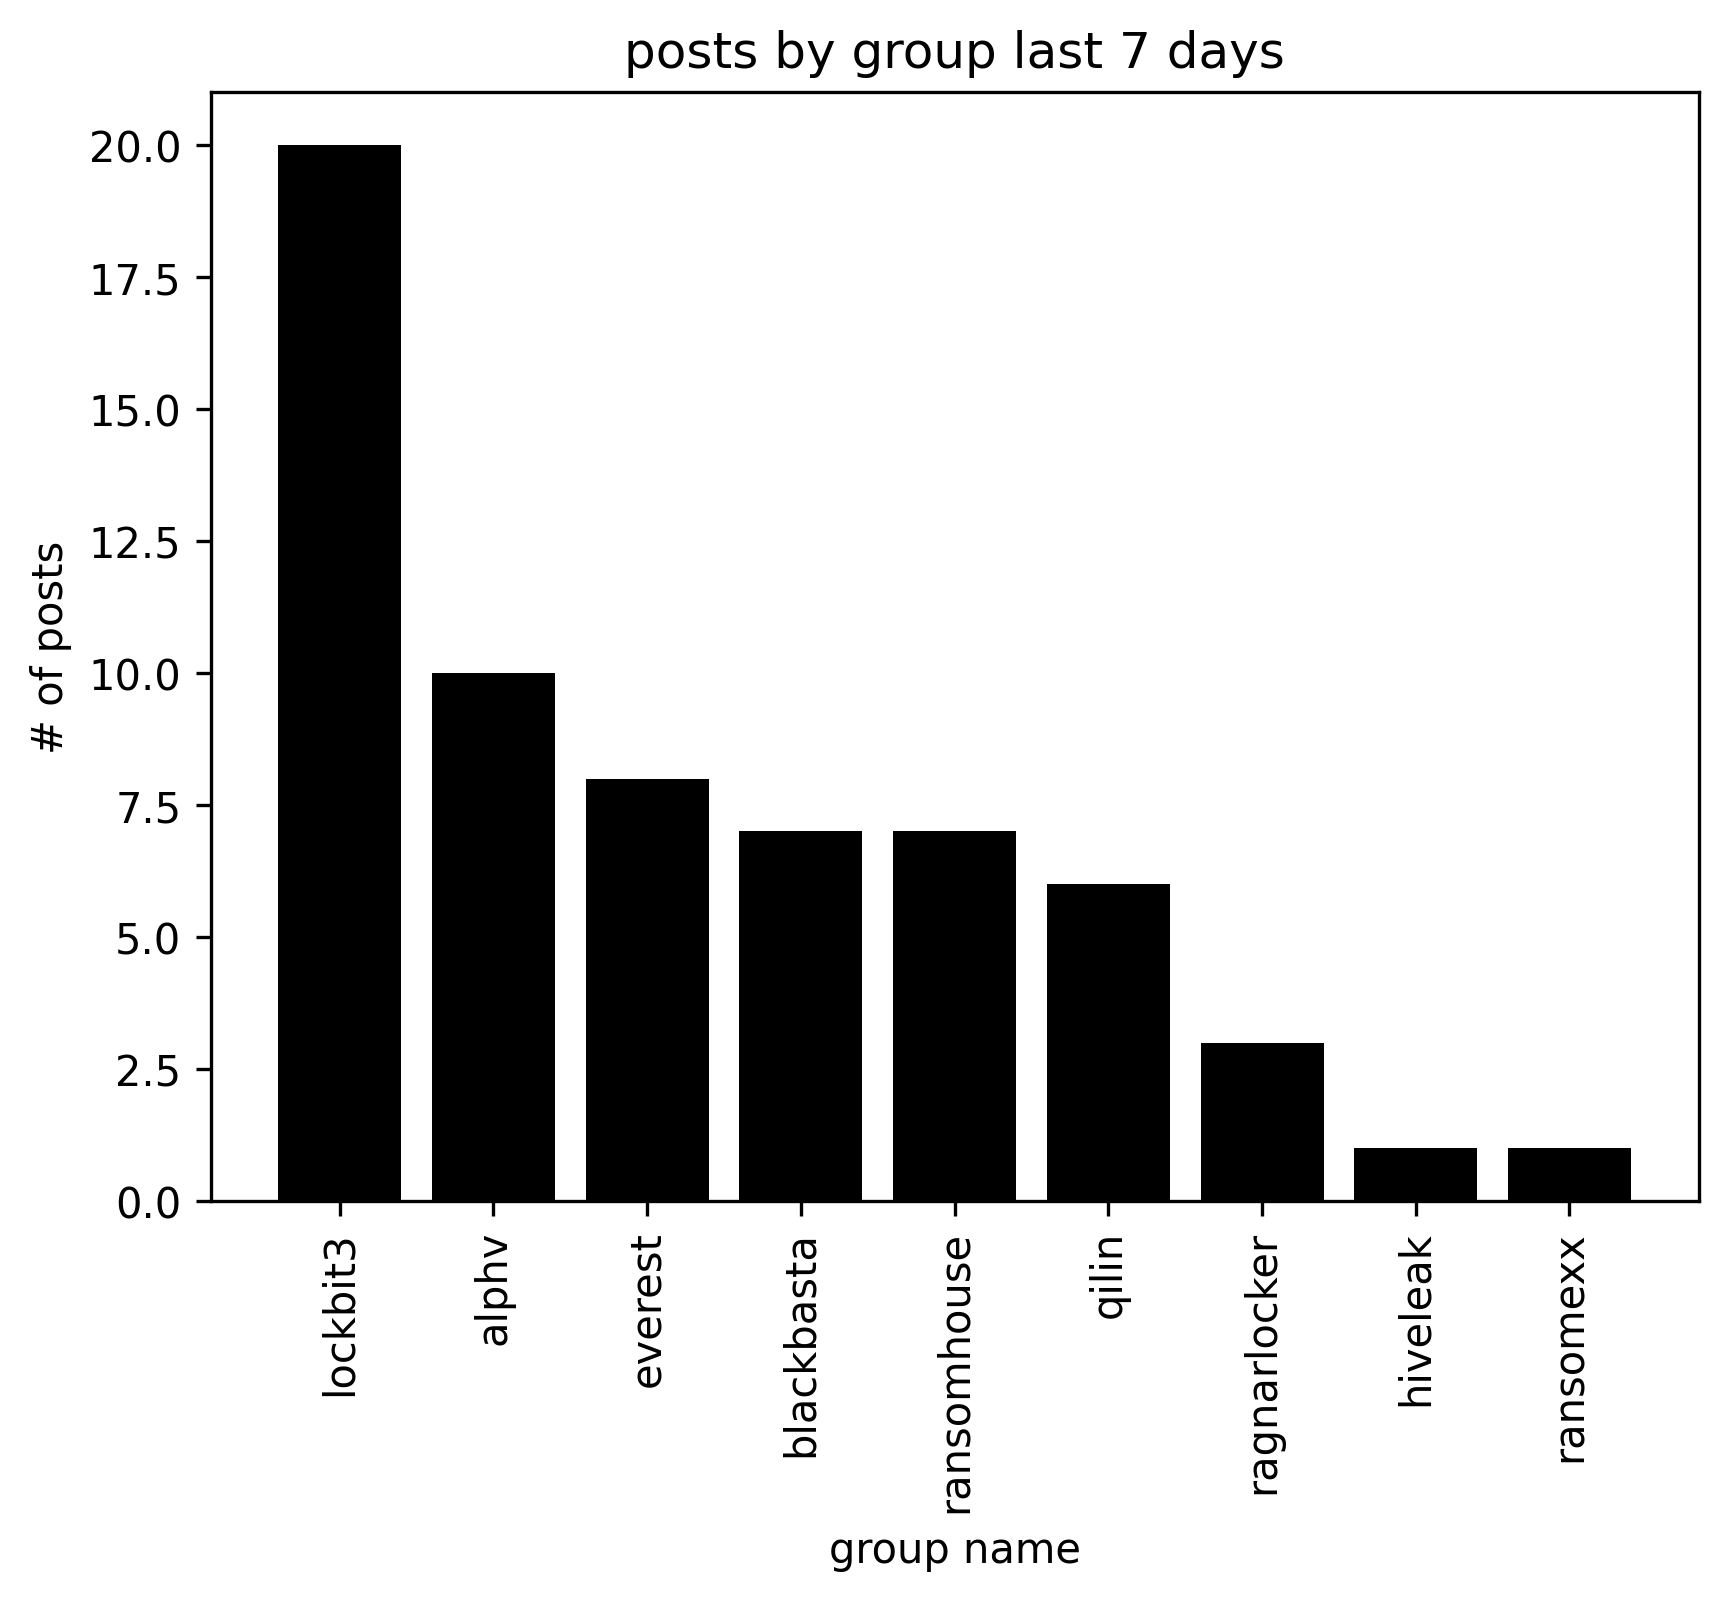 posts by group last 7 days
20.0
17.5
15.0
12.5
10.0
7.5
5.0
2.5
0.0
# of posts
lockbit3
alphv
everest
blackbasta
ransomhouse
qilin
ragnarlocker
hiveleak
ransomexx
group name